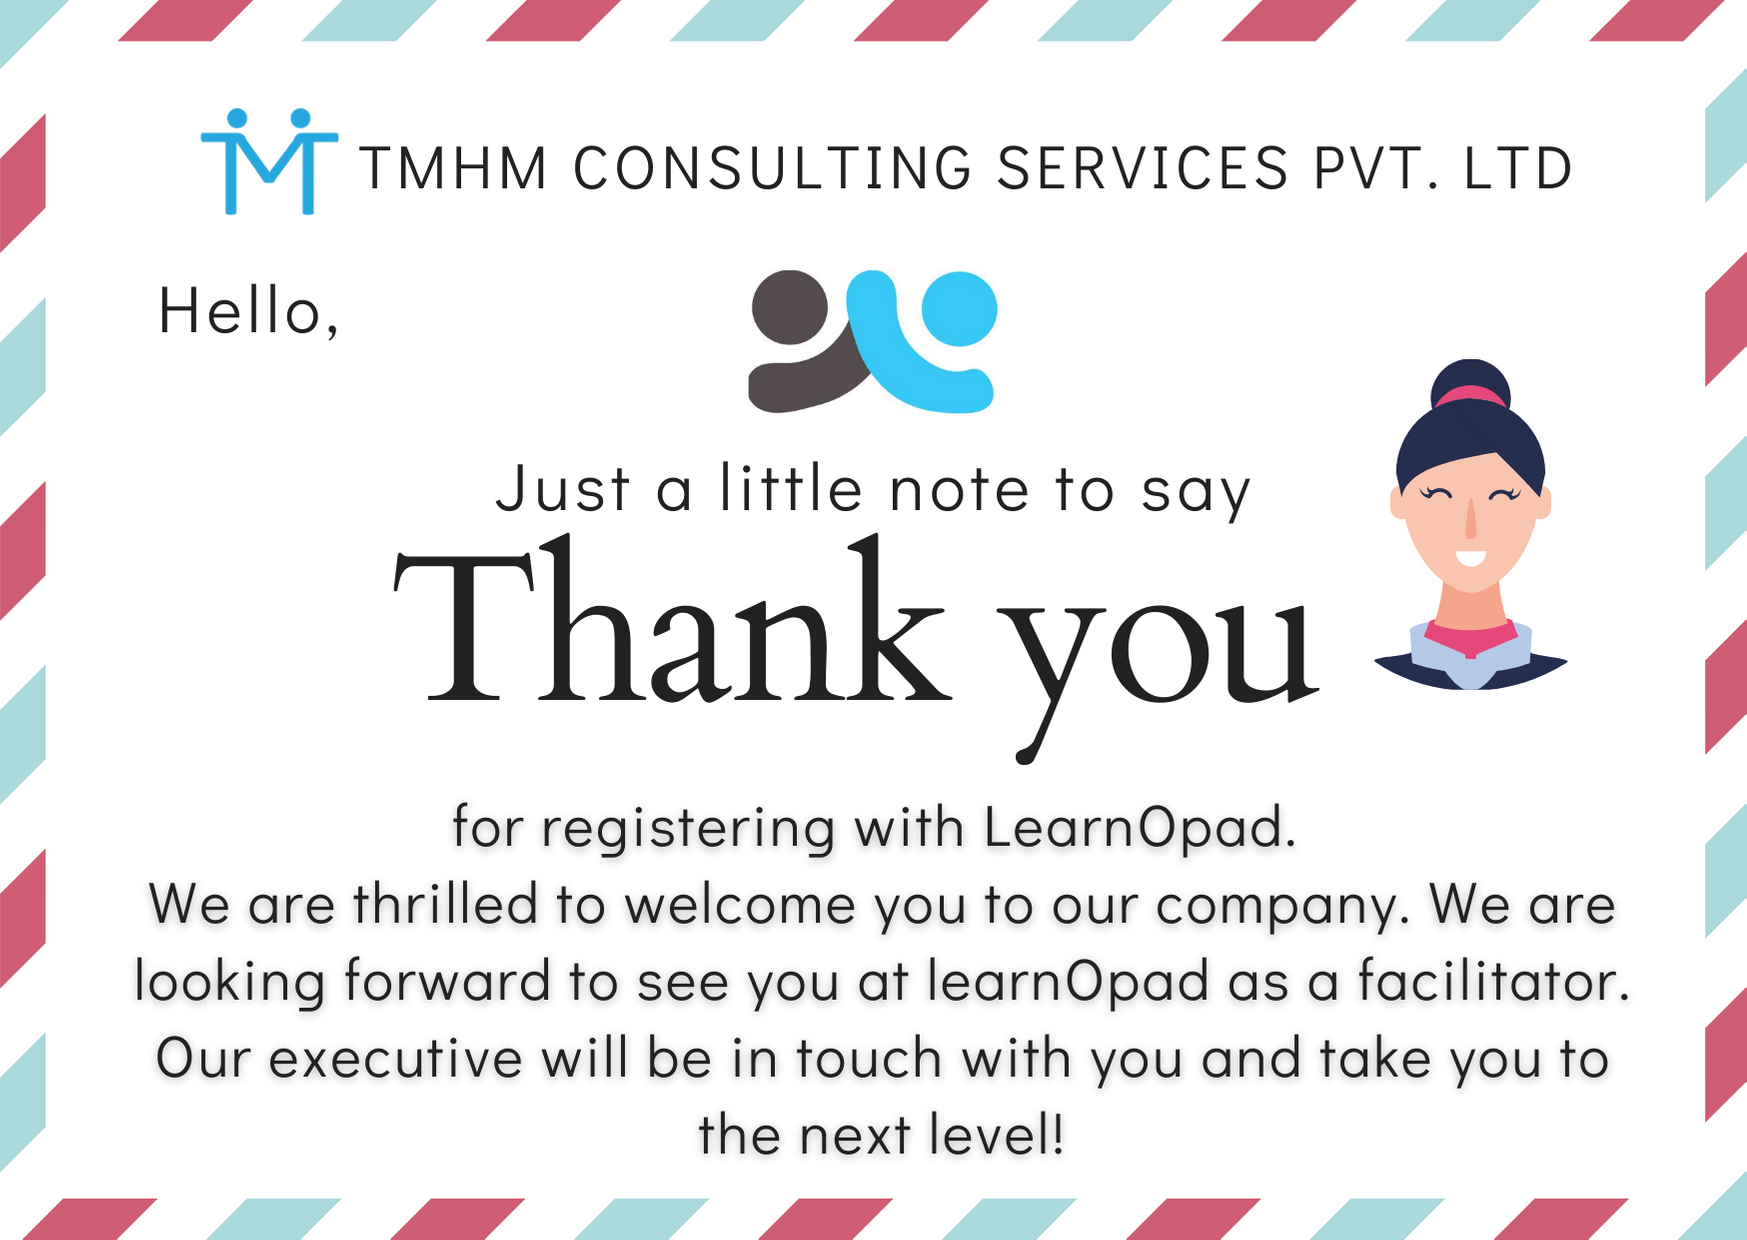 TMHM CONSULTING SERVICES PVT. LTD
Hello,
Just a little note to say
Thank you
for registering with LearnOpad.
We are thrilled to welcome you to our company. We are
looking forward to see you at learnOpad as a facilitator.
Our executive will be in touch with you and take you to
the next level!